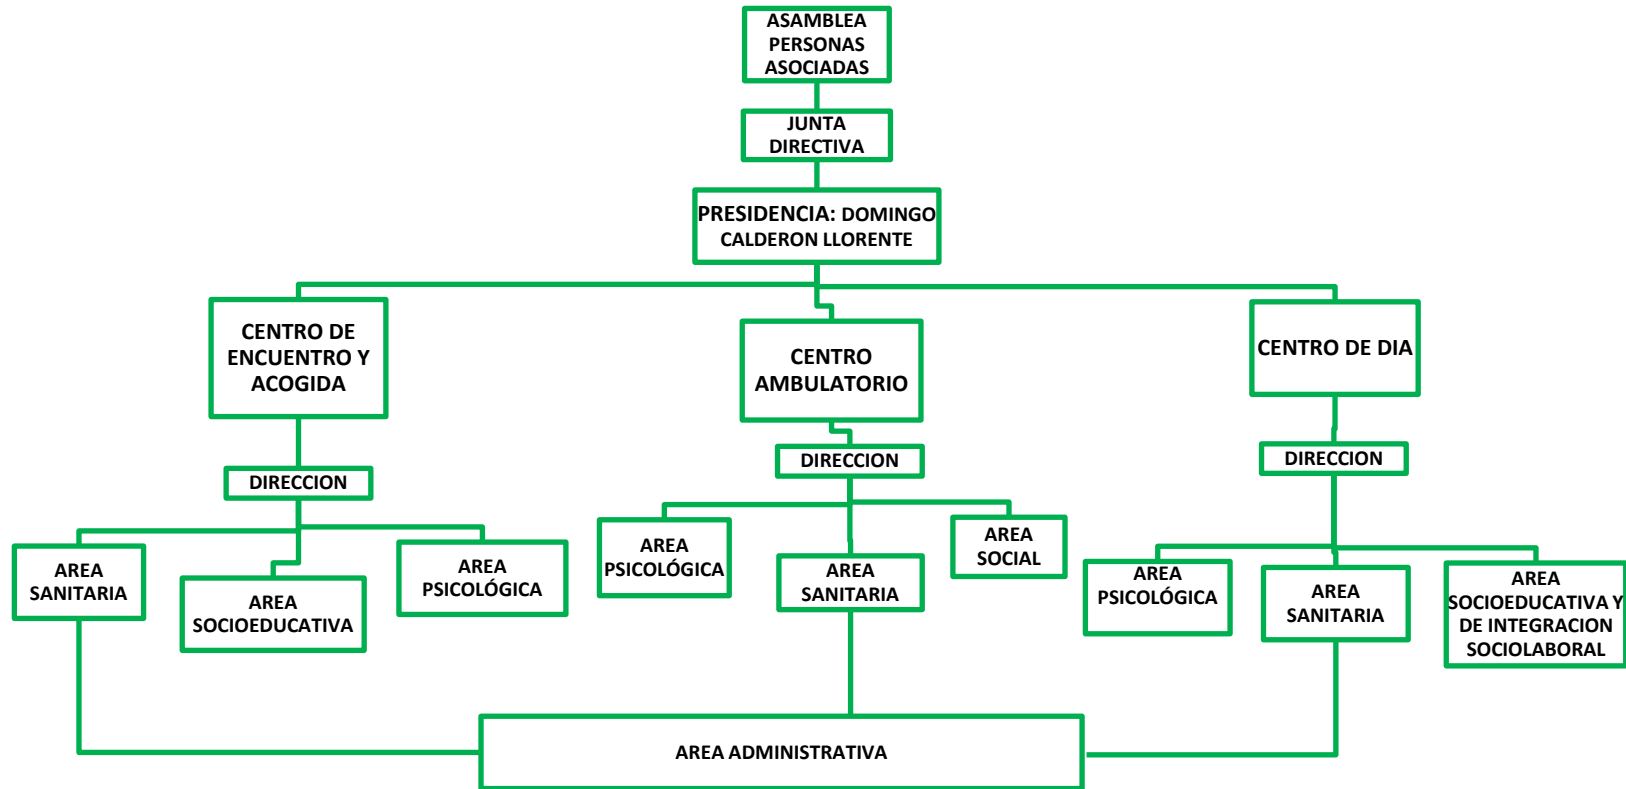 ASAMBLEA
PERSONAS
ASOCIADAS
JUNTA
DIRECTIVA
PRESIDENCIA: DOMINGO
CALDERON LLORENTE
CENTRO DE
ENCUENTRO Y
ACOGIDA
CENTRO
AMBULATORIO
CENTRO DE DIA
DIRECCION
DIRECCION
DIRECCION
AREA
SANITARIA
AREA
SOCIOEDUCATIVA
AREA
PSICOLÓGICA
AREA
PSICOLÓGICA
AREA
SANITARIA
AREA
SOCIAL
AREA
PSICOLÓGICA
AREA
SANITARIA
AREA
SOCIOEDUCATIVA Y
DE INTEGRACION
SOCIOLABORAL
AREA ADMINISTRATIVA